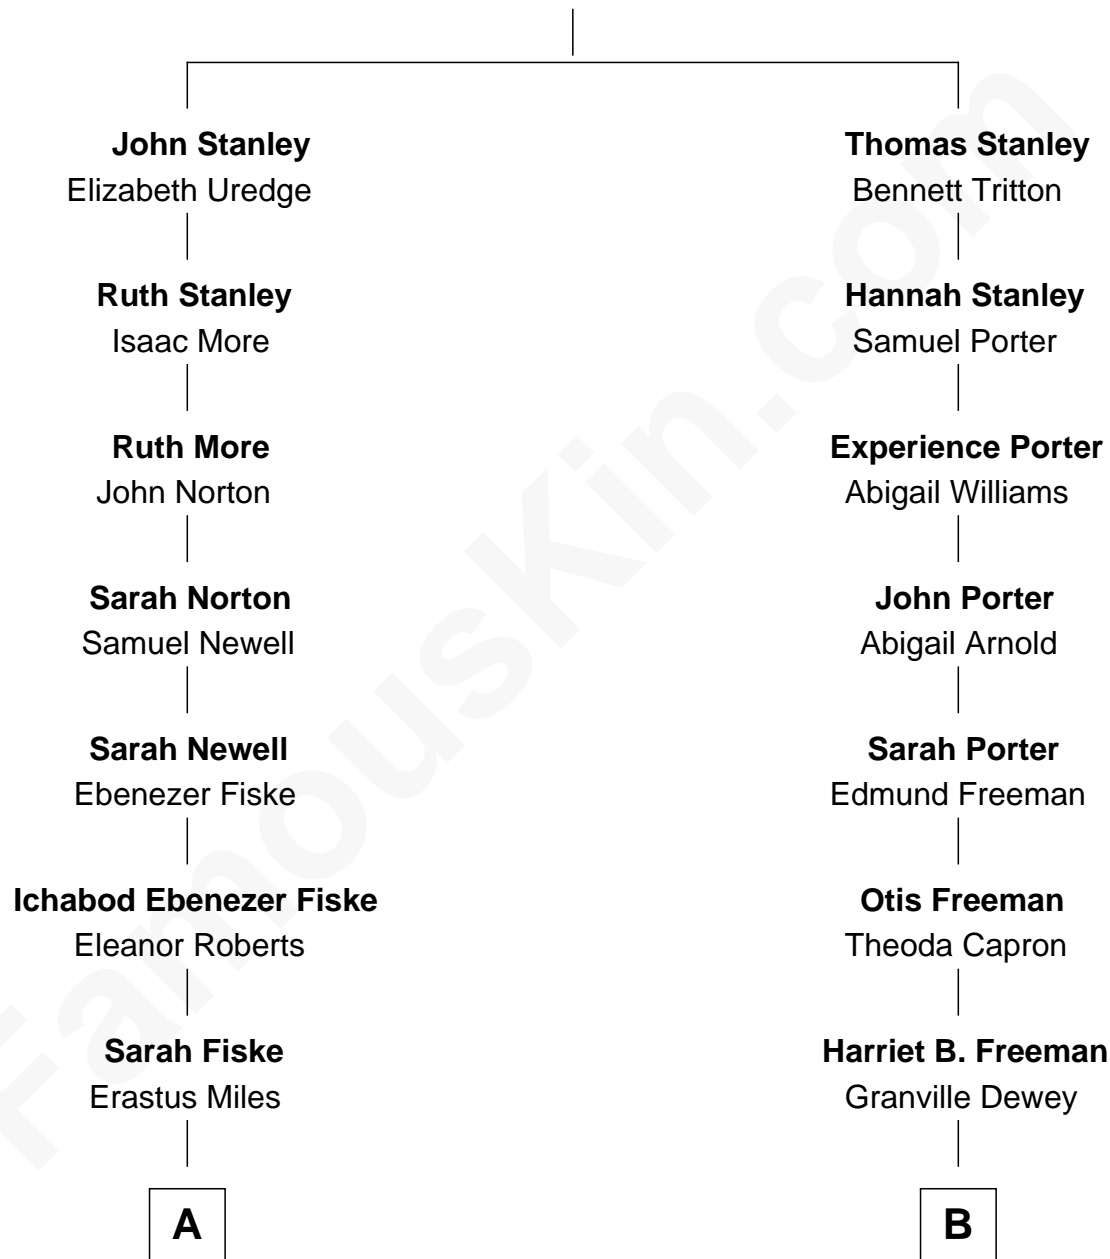 John Stanley
Elizabeth Uredge
Ruth Stanley
Isaac More
Ruth More
John Norton
Sarah Norton
Samuel Newell
Sarah Newell
Ebenezer Fiske
Ichabod Ebenezer Fiske
Eleanor Roberts
Sarah Fiske
Erastus Miles
A
Thomas Stanley
Bennett Tritton
Hannah Stanley
Samuel Porter
Experience Porter
Abigail Williams
John Porter
Abigail Arnold
Sarah Porter
Edmund Freeman
Otis Freeman
Theoda Capron
Harriet B. Freeman
Granville Dewey
B
FamousKin.com